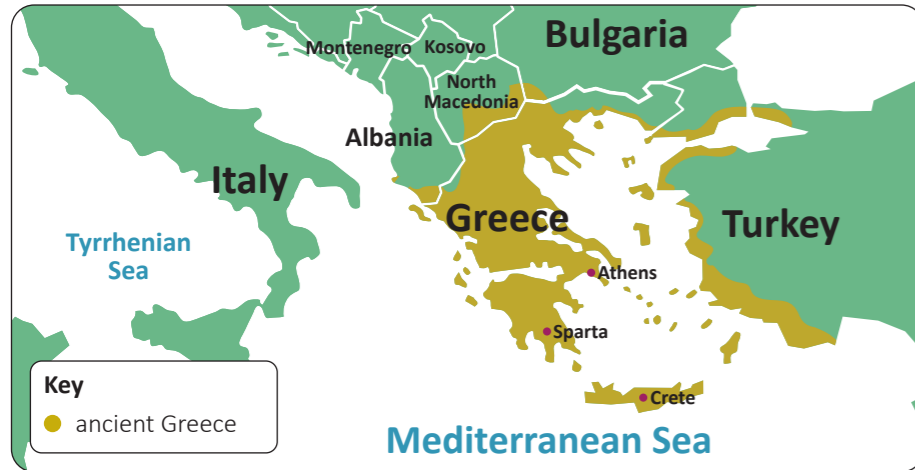 Bulgaria
Montenegro
Kosovo
North
Macedonia
Albania
Italy
Greece
Turkey
Tyrrhenian
Sea
Athens
Sparta
Crete
Mediterranean Sea
Key
ancient Greece